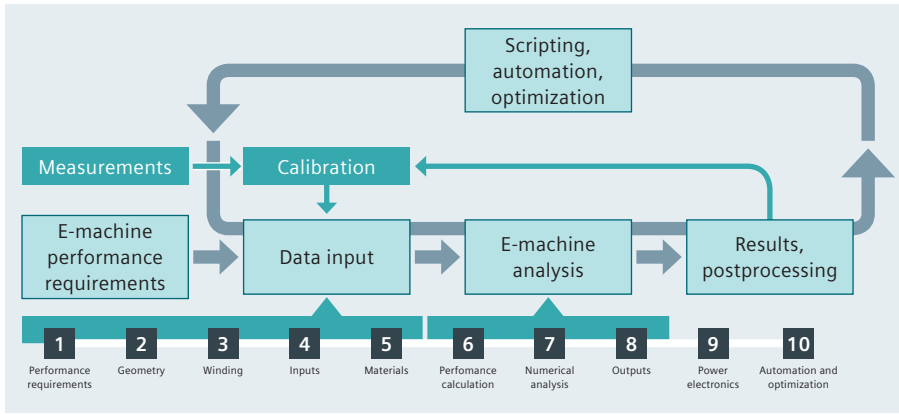 Scripting,
automation,
optimization
Measurements
Calibration
E-machine
performance
requirements
Data input
E-machine
analysis
Results,
postprocessing
1
2
3
4
5
6
7
8
9
10
Performance
requirements
Geometry
Winding
Inputs
Materials
Perfomance
calculation
Numerical
analysis
Outputs
Power
electronics
Automation and
optimization